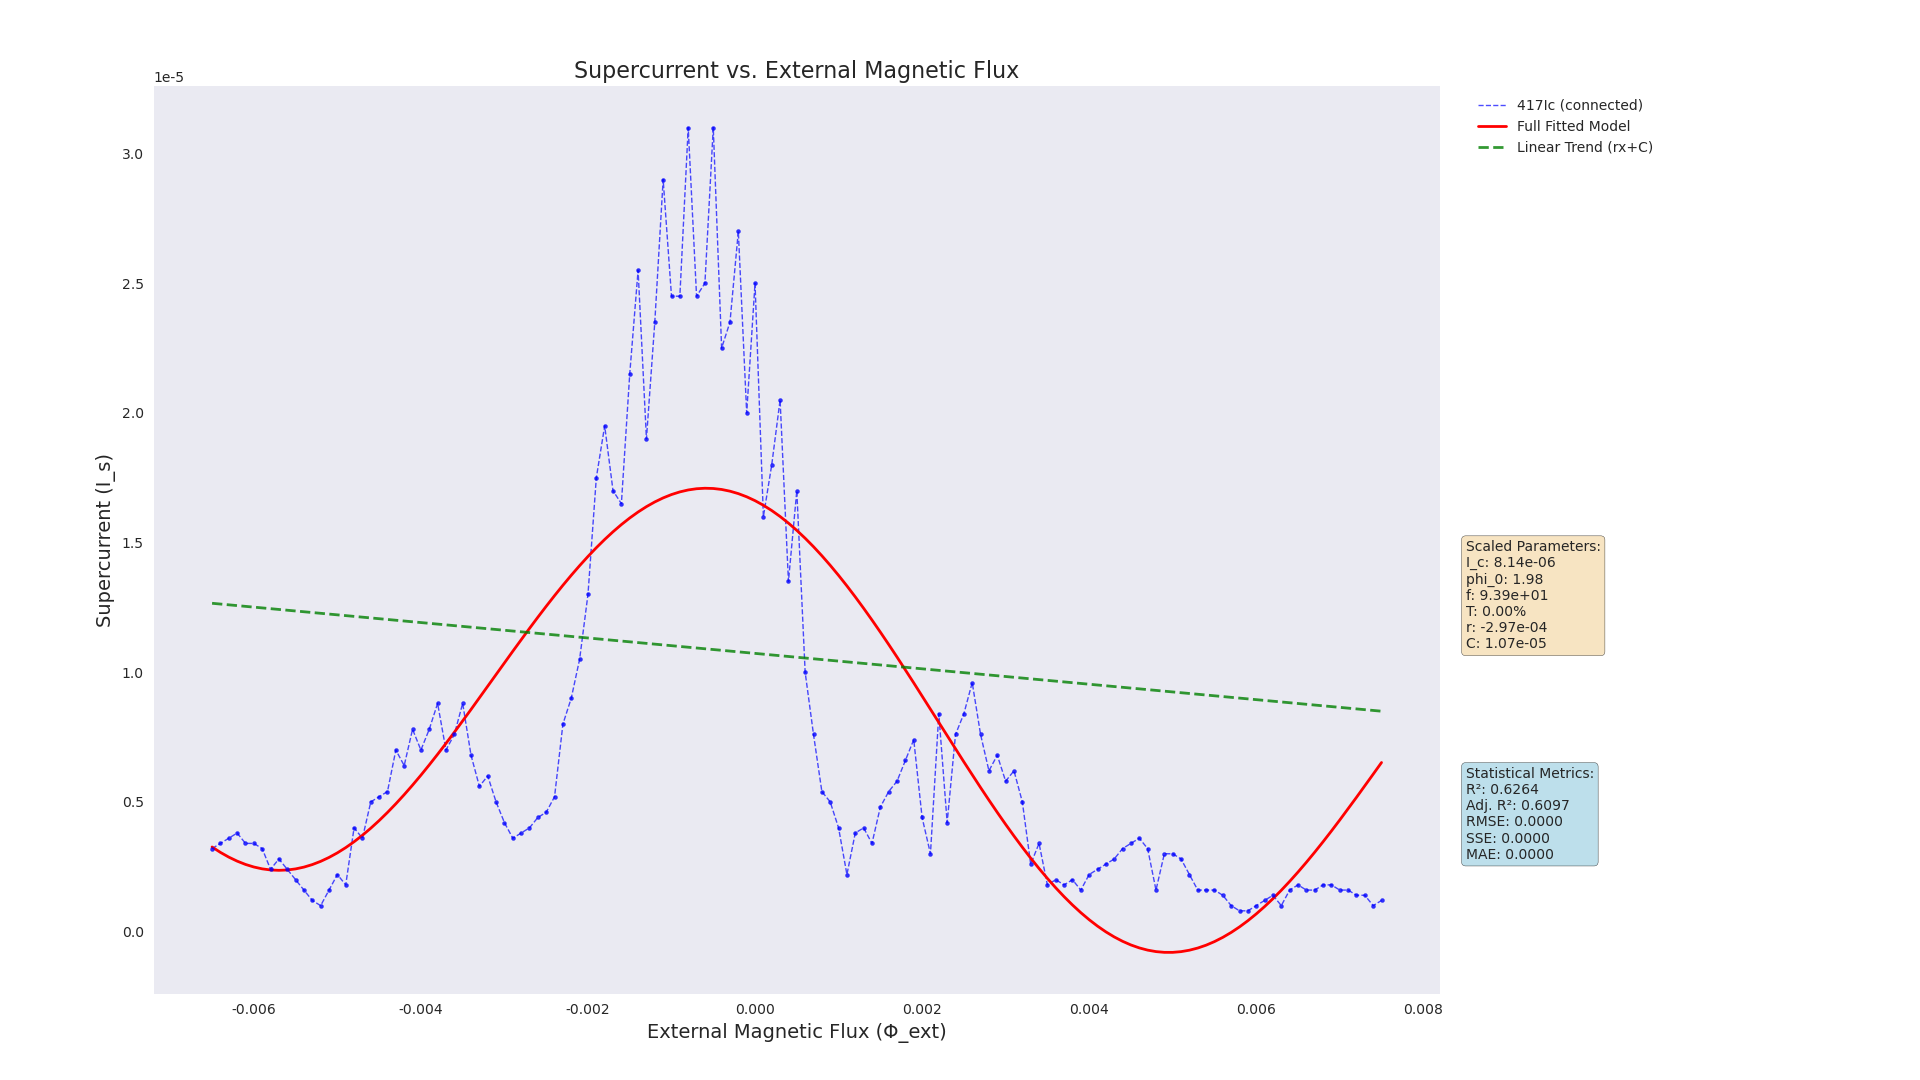 Supercurrent vs. External Magnetic Flux
1e-5
3.0
2.5
2.0
1.5
1.0
0.5
0.0
Supercurrent (I_s)
-0.006
-0.004
-0.002
0.000
0.002
0.004
0.006
0.008
External Magnetic Flux (Φ_ext)
417Ic (connected)
Full Fitted Model
Linear Trend (rx+C)
Scaled Parameters:
I_c: 8.14e-06
phi_0: 1.98
f: 9.39e+01
T: 0.00%
r: -2.97e-04
C: 1.07e-05
Statistical Metrics:
R²: 0.6264
Adj. R²: 0.6097
RMSE: 0.0000
SSE: 0.0000
MAE: 0.0000